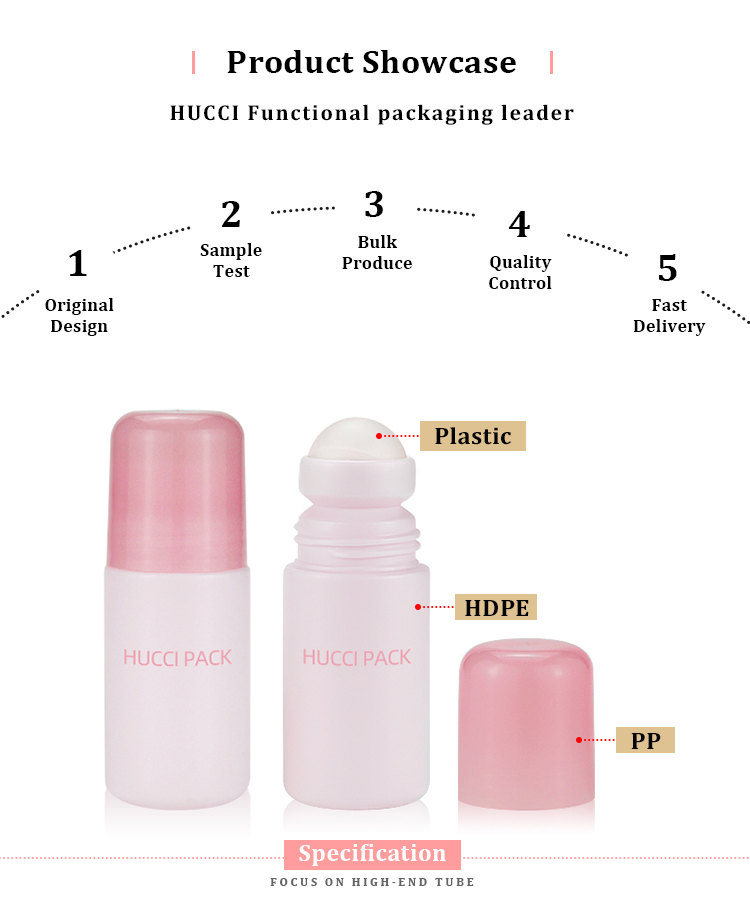 Product Showcase
HUCCI Functional packaging leader
1
Original
Design
2
Sample
Test
3
Bulk
Produce
4
Quality
Control
5
Fast
Delivery
Plastic
HDPE
HUCCI PACK
HUCCI PACK
PP
Specification
FOCUS ON HIGH-END TUBE